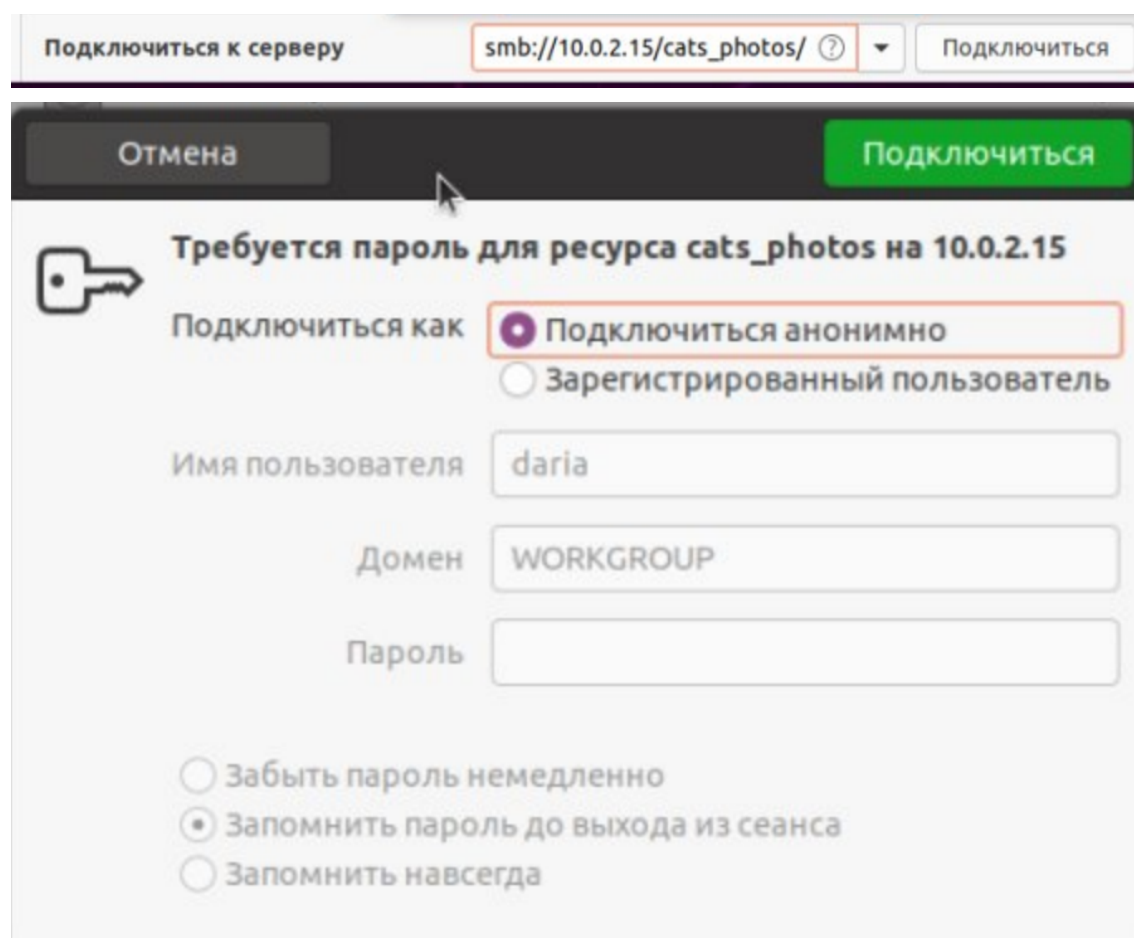 Подключиться к серверу smb://10.0.2.15/cats_photos/ Подключиться
Отмена Подключиться
Требуется пароль для ресурса cats_photos на 10.0.2.15
Подключиться как Подключиться анонимно
Зарегистрированный пользователь
Имя пользователя daria
Домен WORKGROUP
Пароль
Забыть пароль немедленно
Запомнить пароль до выхода из сеанса
Запомнить навсегда